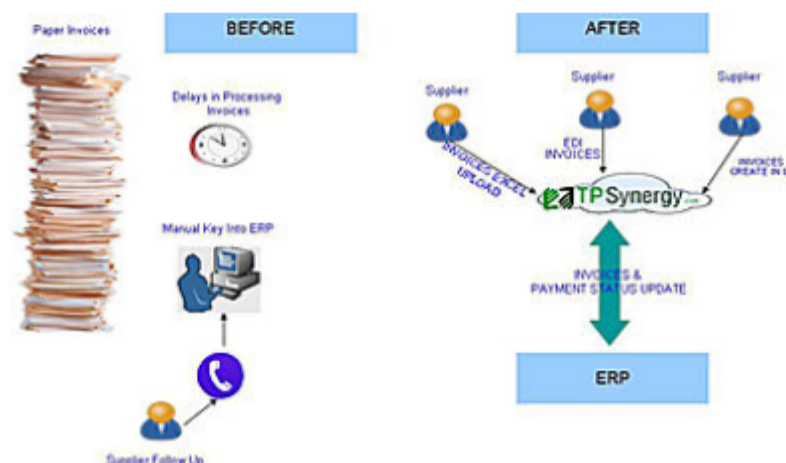 Paper Invoices
BEFORE
Delays in Processing
Invoices
Manual Key Into ERP
Supplier Follow Up
AFTER
Supplier
Supplier
Supplier
INVOICES EXCEL
UPLOAD
EDI
INVOICES
INVOICES
CREATE IN
TPSynergy.com
INVOICES &
PAYMENT STATUS UPDATE
ERP